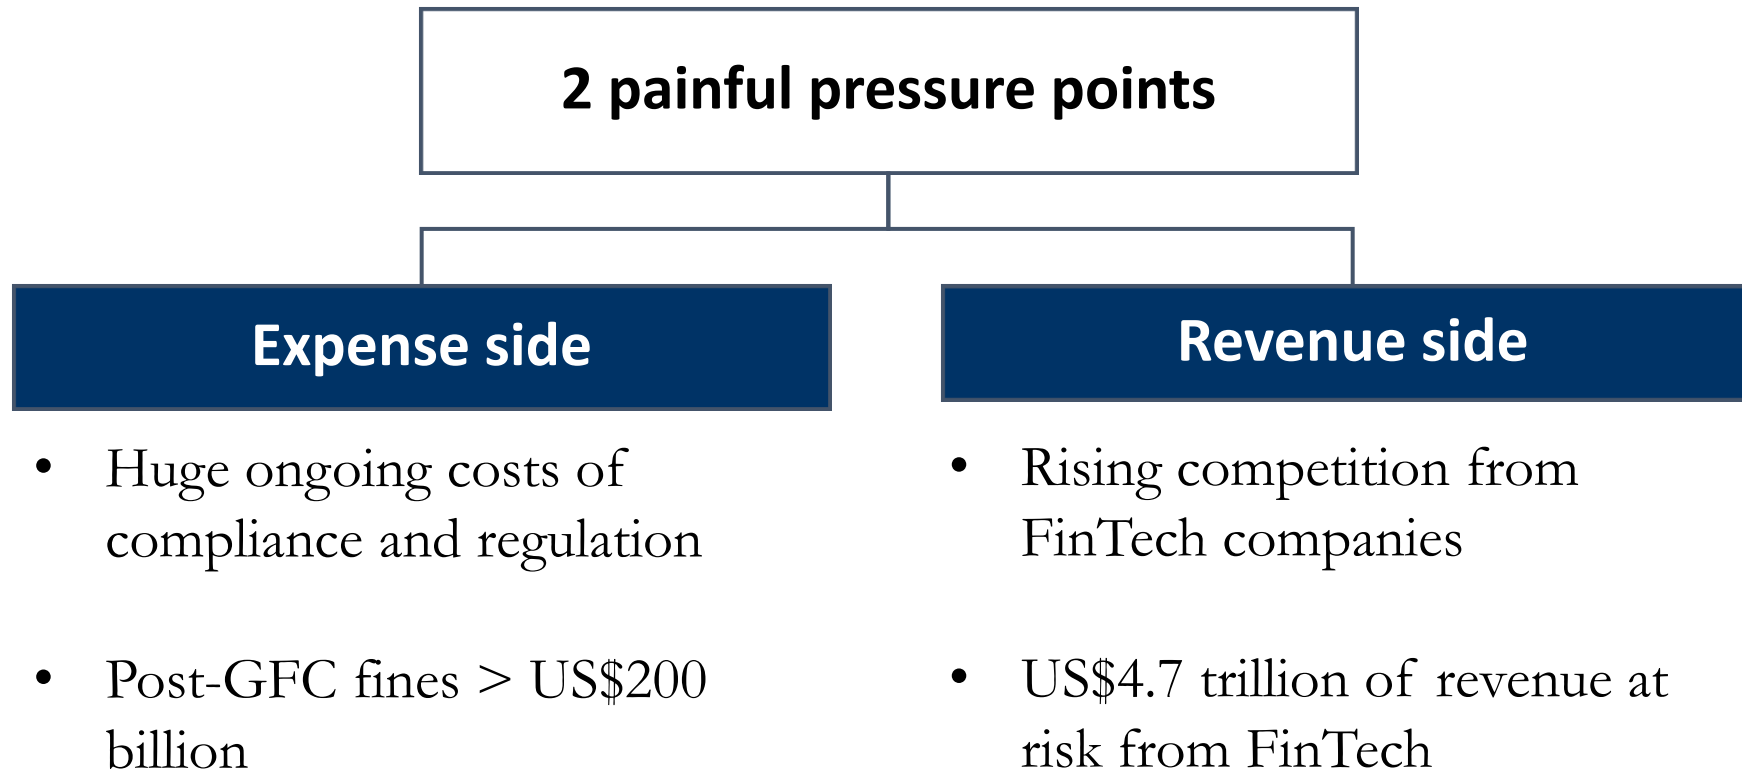 2 painful pressure points
Expense side
• Huge ongoing costs of
compliance and regulation
• Post-GFC fines > US$200
billion
Revenue side
• Rising competition from
FinTech companies
• US$4.7 trillion of revenue at
risk from FinTech